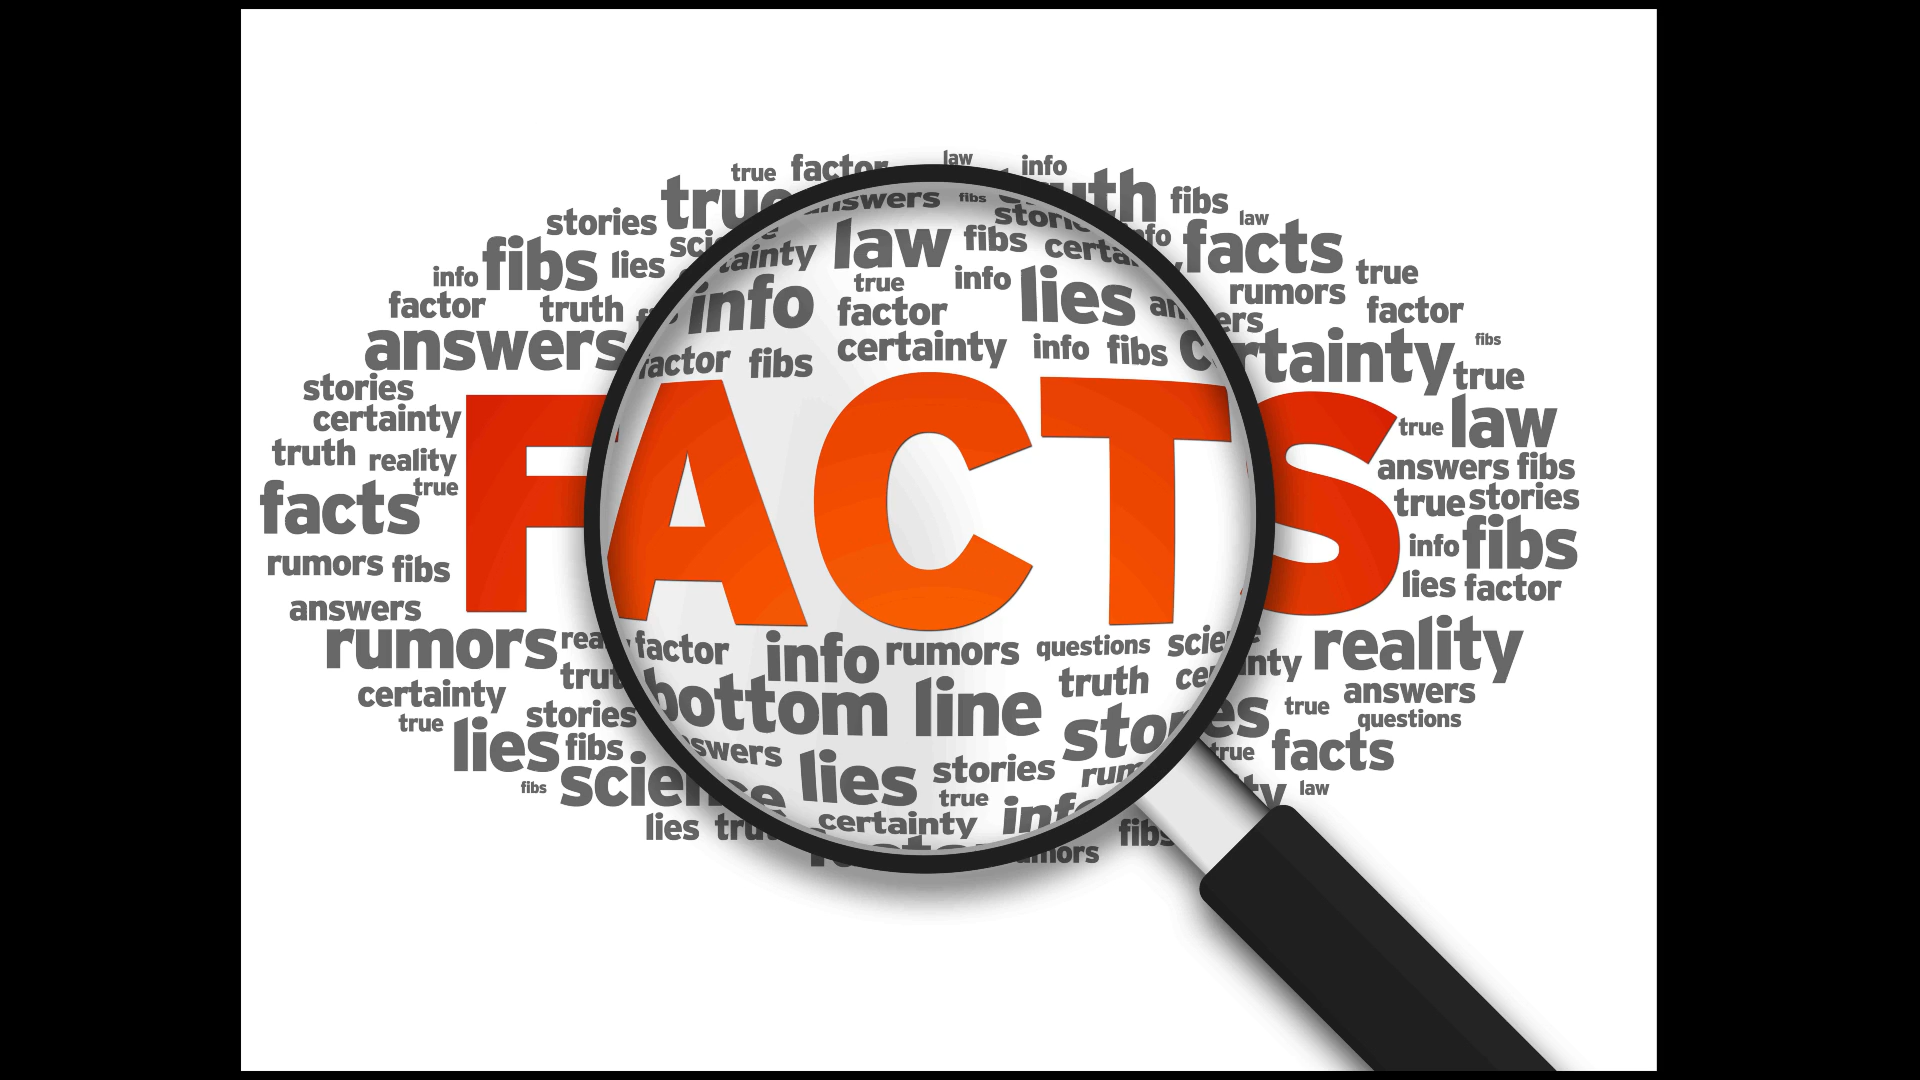 law
true factor info
true truth fibs
answers fibs
stories law
stories
fibs lies law fibs facts
info true info lies true
factor truth info factor rumors factor
answers factor fibs certainty info fibs certainty fibs
stories true
certainty FACTS true law
truth reality answers fibs
facts true true stories
rumors fibs info fibs
answers lies factor
rumors factor info rumors questions reality
truth
certainty bottom line answers
true stories true questions
lies fibs answers lies stories true facts
fibs science true info law
lies certainty fibs
rumors